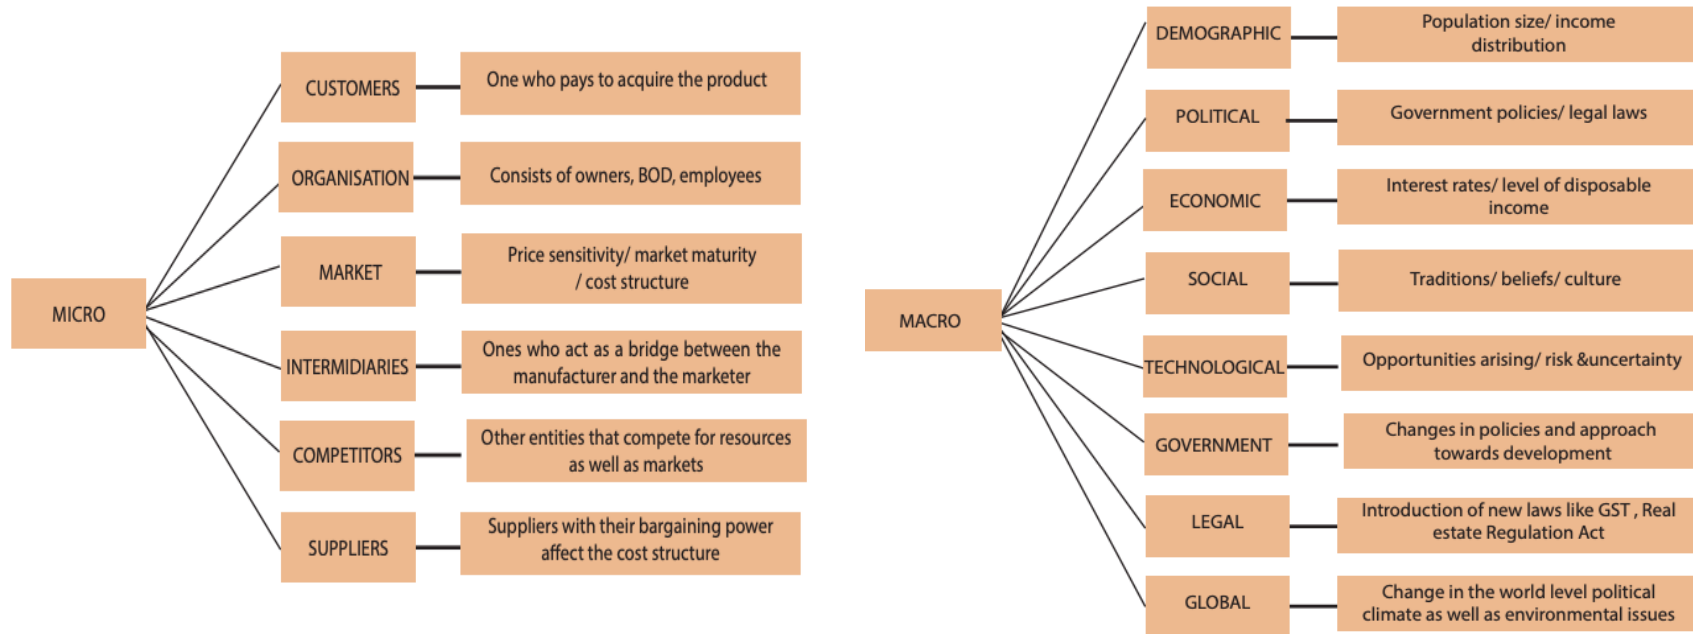 MICRO
CUSTOMERS
One who pays to acquire the product
ORGANISATION
Consists of owners, BOD, employees
MARKET
Price sensitivity/ market maturity
/ cost structure
INTERMIDIARIES
Ones who act as a bridge between the
manufacturer and the marketer
COMPETITORS
Other entities that compete for resources
as well as markets
SUPPLIERS
Suppliers with their bargaining power
affect the cost structure
MACRO
DEMOGRAPHIC
Population size/ income
distribution
POLITICAL
Government policies/ legal laws
ECONOMIC
Interest rates/ level of disposable
income
SOCIAL
Traditions/ beliefs/ culture
TECHNOLOGICAL
Opportunities arising/ risk &uncertainty
GOVERNMENT
Changes in policies and approach
towards development
LEGAL
Introduction of new laws like GST , Real
estate Regulation Act
GLOBAL
Change in the world level political
climate as well as environmental issues